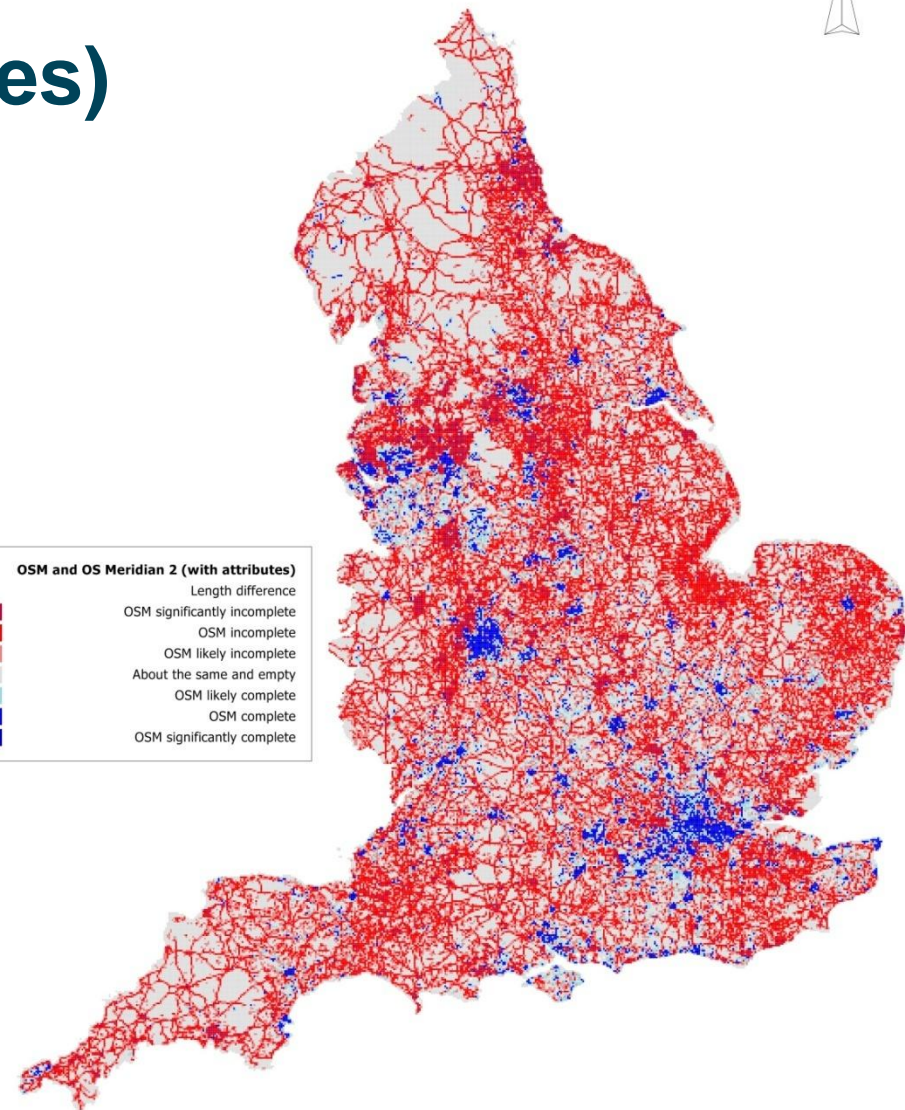 es)
OSM and OS Meridian 2 (with attributes)
Length difference
OSM significantly incomplete
OSM incomplete
OSM likely incomplete
About the same and empty
OSM likely complete
OSM complete
OSM significantly complete